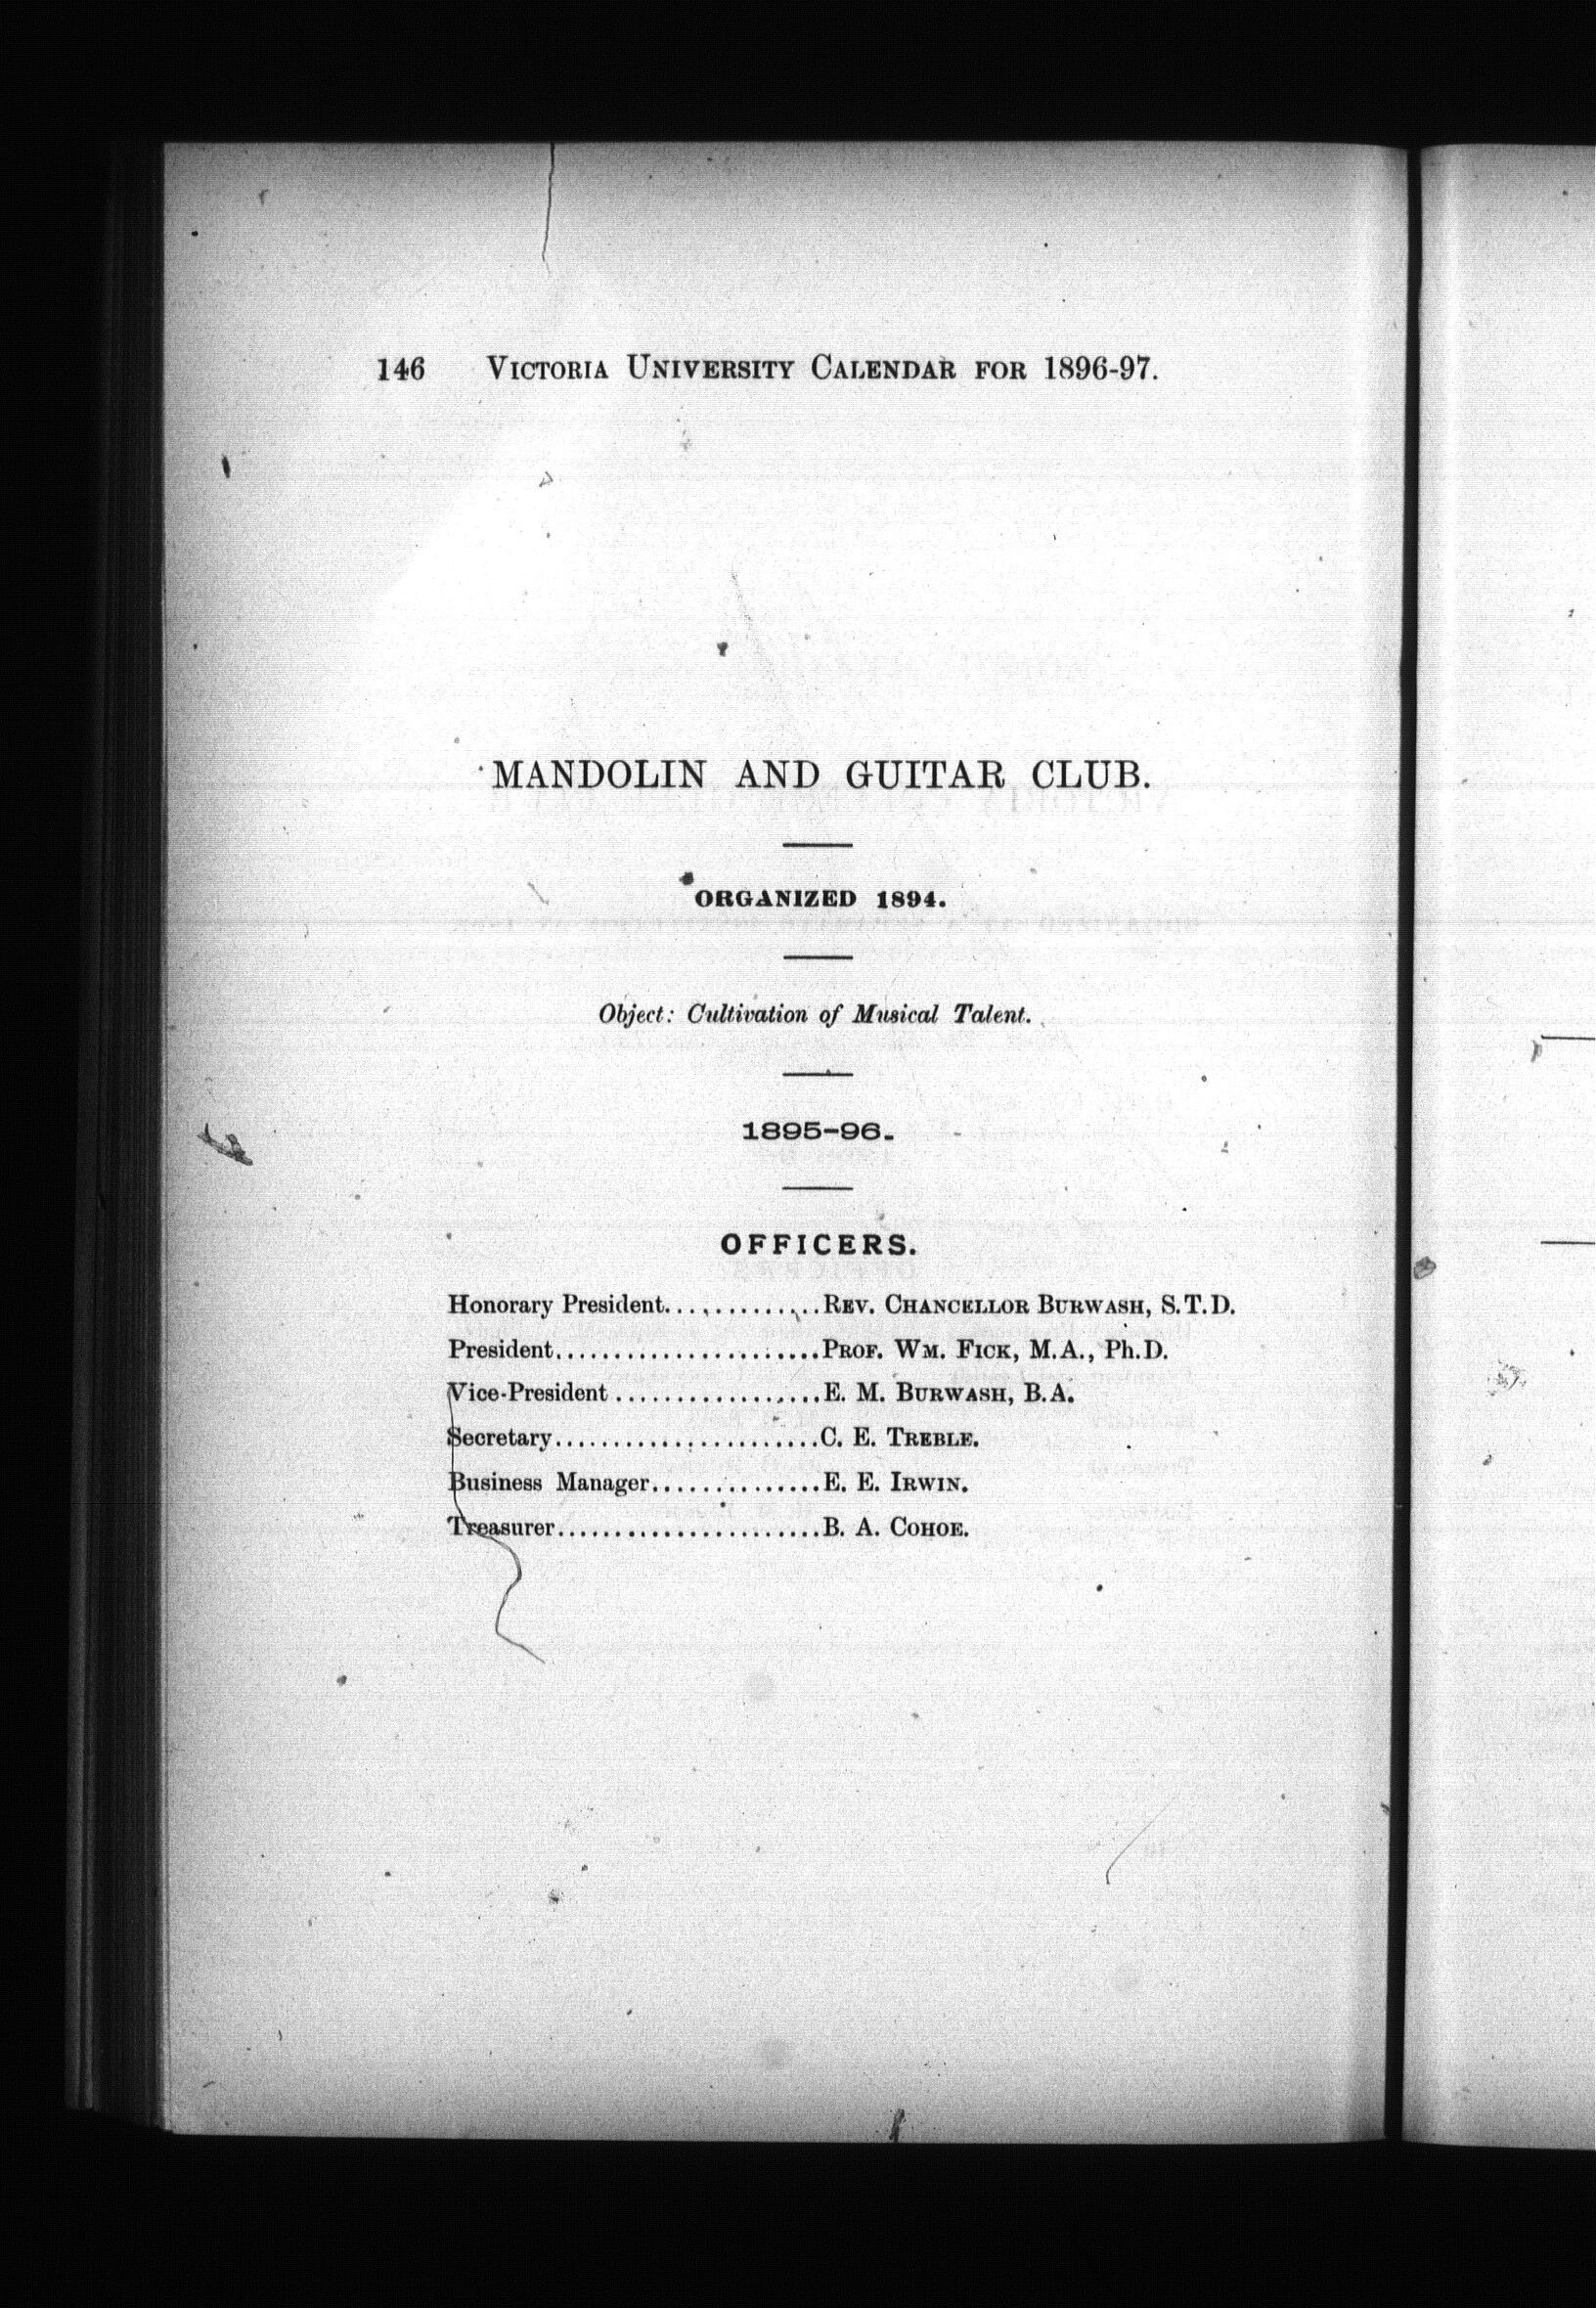 146 VICTORIA UNIVERSITY CALENDAR FOR 1896-97.
MANDOLIN AND GUITAR CLUB.
ORGANIZED 1894.
Object: Cultivation of Musical Talent.
1895-96.
OFFICERS.
Honorary President..............REV. CHANCELLOR BURWASH, S.T.D.
President.......................PROF. WM. FICK, M.A., Ph.D.
Vice-President ..................E. M. BURWASH, B.A.
Secretary.......................C. E. TREBLE.
Business Manager...............E. E. IRWIN.
Treasurer.......................B. A. COHOE.